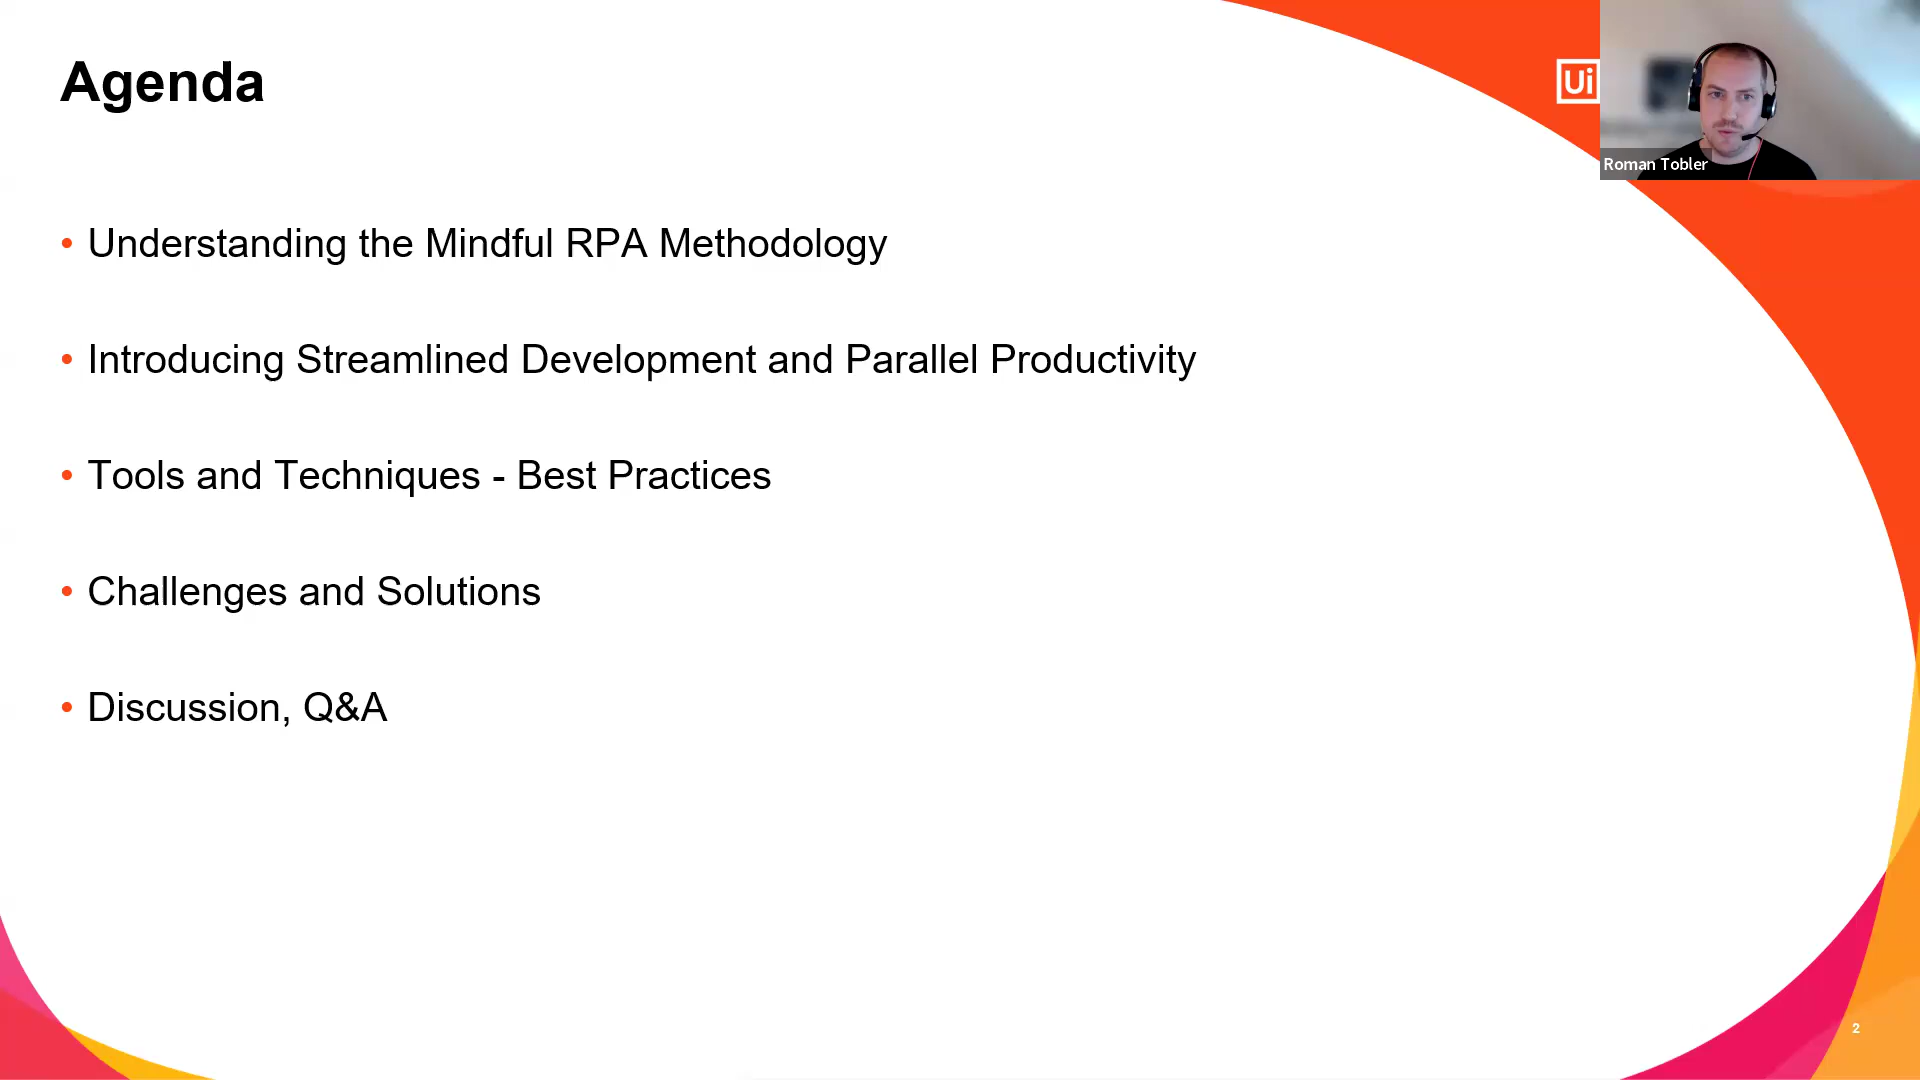 Agenda
Ui
Roman Tobler
• Understanding the Mindful RPA Methodology
• Introducing Streamlined Development and Parallel Productivity
• Tools and Techniques - Best Practices
• Challenges and Solutions
• Discussion, Q&A
2